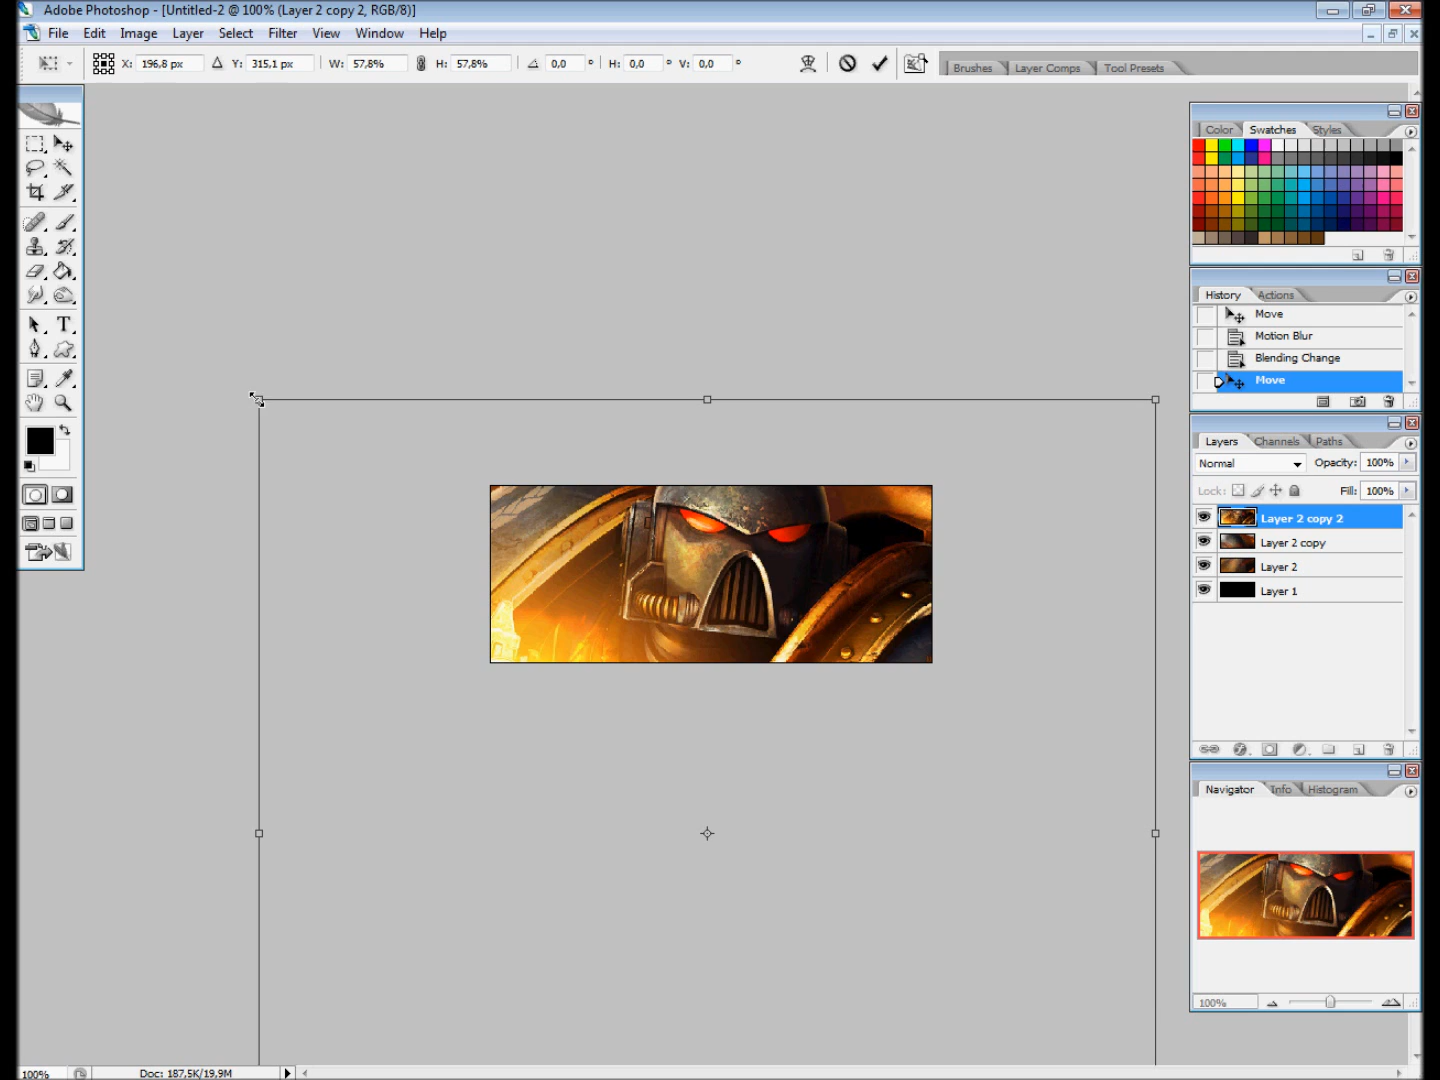 Adobe Photoshop - [Untitled-2 @ 100% (Layer 2 copy 2, RGB/8)]
File Edit Image Layer Select Filter View Window Help
X: 196,8 px Y: 315,1 px W: 57,8% H: 57,8% 0,0 ° H: 0,0 ° V: 0,0 °
Brushes Layer Comps Tool Presets
Color Swatches Styles
History Actions
Move
Motion Blur
Blending Change
Move
Layers Channels Paths
Normal Opacity: 100%
Lock: Fill: 100%
Layer 2 copy 2
Layer 2 copy
Layer 2
Layer 1
Navigator Info Histogram
100%
100% Doc: 187,5K/19,9M